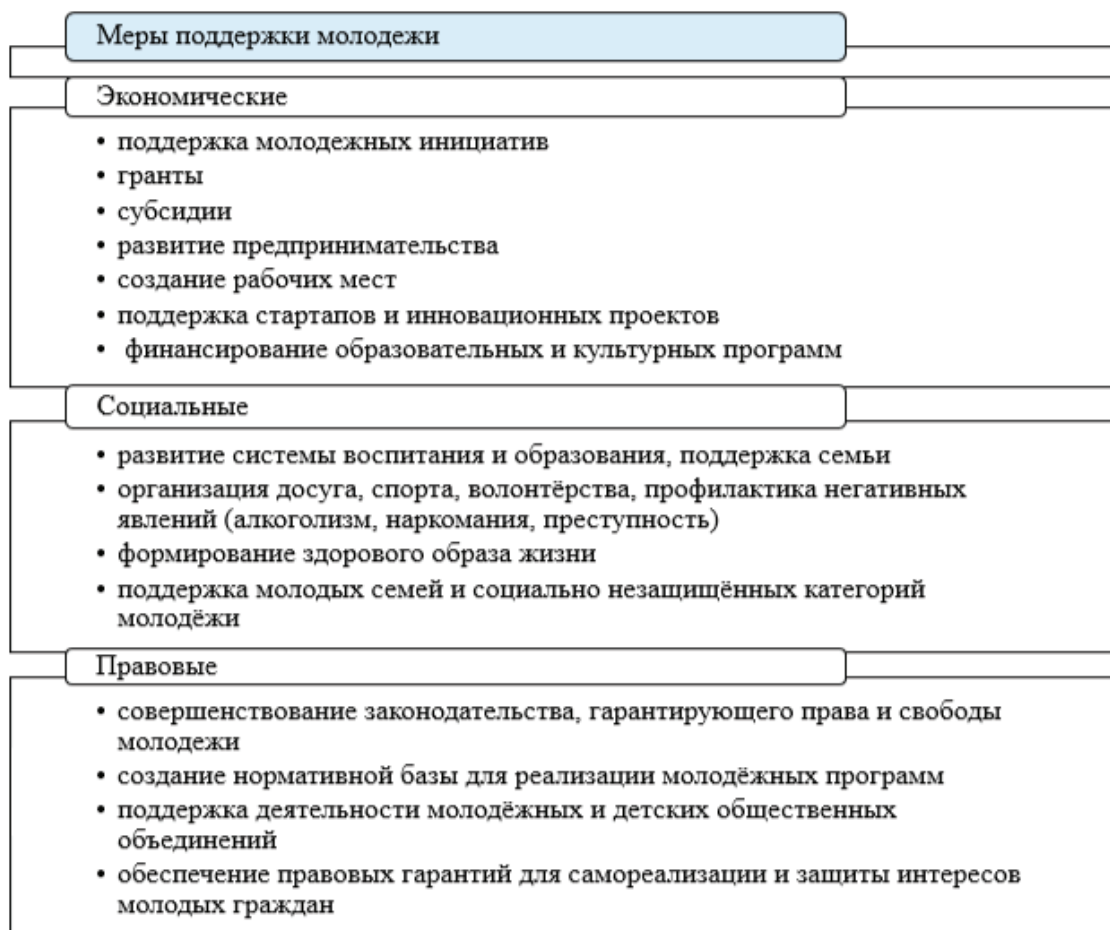 Меры поддержки молодежи
Экономические
• поддержка молодежных инициатив
• гранты
• субсидии
• развитие предпринимательства
• создание рабочих мест
• поддержка стартапов и инновационных проектов
• финансирование образовательных и культурных программ
Социальные
• развитие системы воспитания и образования, поддержка семьи
• организация досуга, спорта, волонтёрства, профилактика негативных
явлений (алкоголизм, наркомания, преступность)
• формирование здорового образа жизни
• поддержка молодых семей и социально незащищённых категорий
молодёжи
Правовые
• совершенствование законодательства, гарантирующего права и свободы
молодежи
• создание нормативной базы для реализации молодёжных программ
• поддержка деятельности молодёжных и детских общественных
объединений
• обеспечение правовых гарантий для самореализации и защиты интересов
молодых граждан